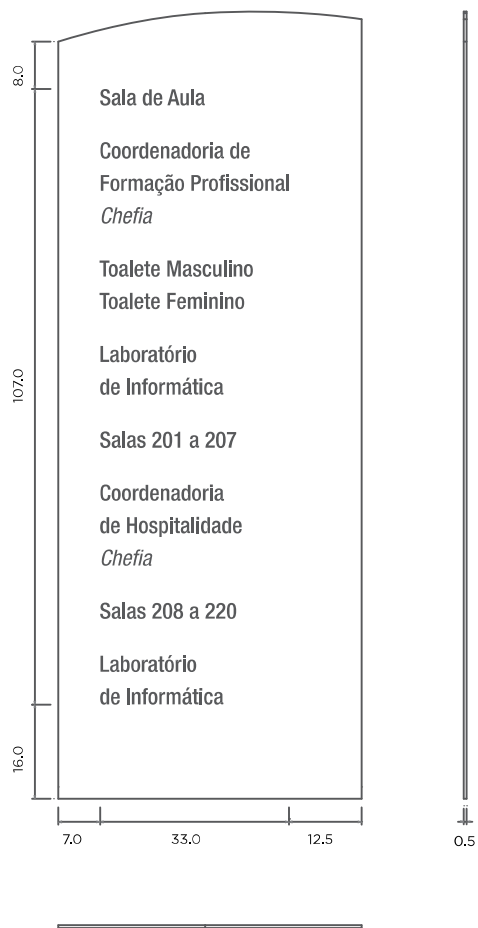 8.0
Sala de Aula
Coordenadoria de
Formação Profissional
Chefia
Toalete Masculino
Toalete Feminino
107.0
Laboratório
de Informática
Salas 201 a 207
Coordenadoria
de Hospitalidade
Chefia
Salas 208 a 220
Laboratório
de Informática
16.0
7.0 33.0 12.5 0.5